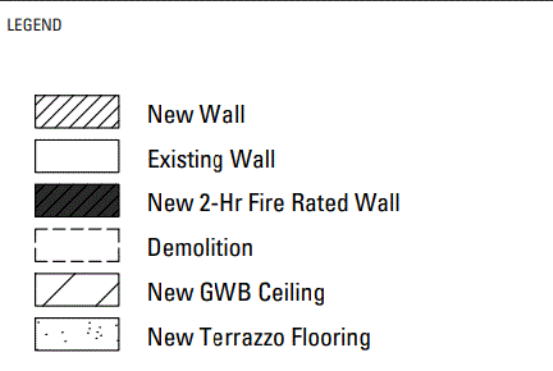 LEGEND
New Wall
Existing Wall
New 2-Hr Fire Rated Wall
Demolition
New GWB Ceiling
New Terrazzo Flooring